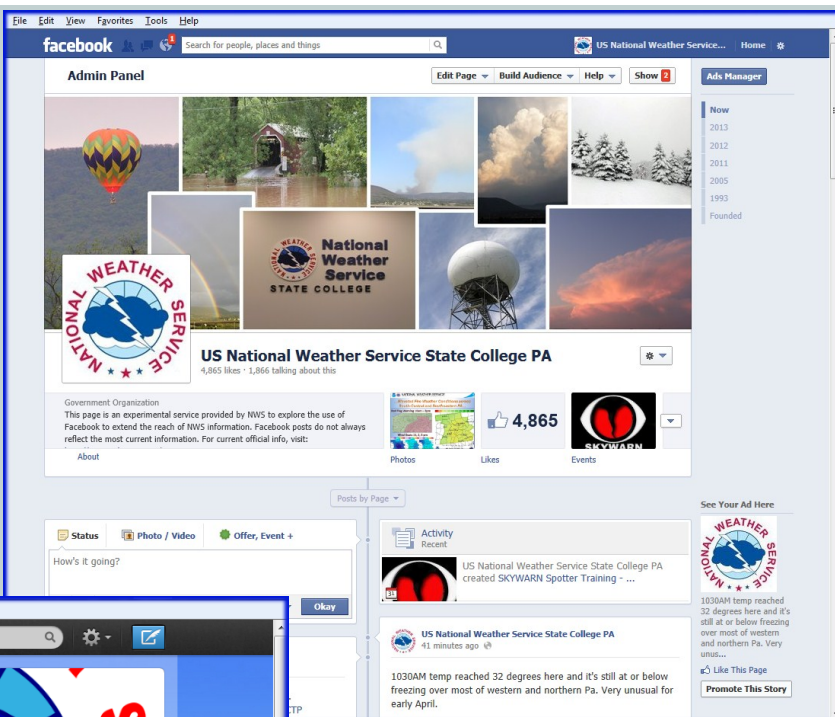 File Edit View Favorites Tools Help
facebook 1 Search for people, places and things US National Weather Service... Home
Admin Panel Edit Page Build Audience Help Show 2 Ads Manager
Now
2013
2012
2011
2005
1993
Founded
National
Weather
Service
STATE COLLEGE
NATIONAL WEATHER SERVICE
US National Weather Service State College PA
4,865 likes · 1,866 talking about this
Government Organization
This page is an experimental service provided by NWS to explore the use of
Facebook to extend the reach of NWS information. Facebook posts do not always
reflect the most current information. For current official info, visit:
About
4,865
SKYWARN
Photos Likes Events
Posts by Page
Status Photo / Video Offer, Event +
How's it going?
Okay
Activity
Recent
US National Weather Service State College PA
created SKYWARN Spotter Training - ...
31
US National Weather Service State College PA
41 minutes ago
1030AM temp reached 32 degrees here and it's still at or below
freezing over most of western and northern Pa. Very unusual for
early April.
CTP
See Your Ad Here
NATIONAL WEATHER SERVICE
1030AM temp reached
32 degrees here and it's
still at or below freezing
over most of western
and northern Pa. Very
unus...
Like This Page
Promote This Story